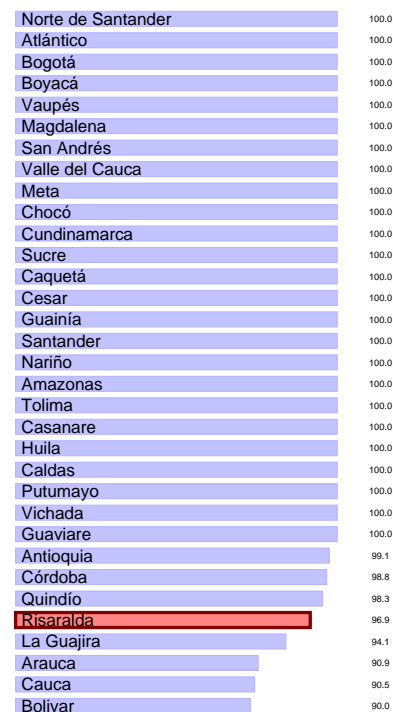 Norte de Santander 100.0
Atlántico 100.0
Bogotá 100.0
Boyacá 100.0
Vaupés 100.0
Magdalena 100.0
San Andrés 100.0
Valle del Cauca 100.0
Meta 100.0
Chocó 100.0
Cundinamarca 100.0
Sucre 100.0
Caquetá 100.0
Cesar 100.0
Guainía 100.0
Santander 100.0
Nariño 100.0
Amazonas 100.0
Tolima 100.0
Casanare 100.0
Huila 100.0
Caldas 100.0
Putumayo 100.0
Vichada 100.0
Guaviare 100.0
Antioquia 99.1
Córdoba 98.8
Quindío 98.3
Risaralda 96.9
La Guajira 94.1
Arauca 90.9
Cauca 90.5
Bolivar 90.0